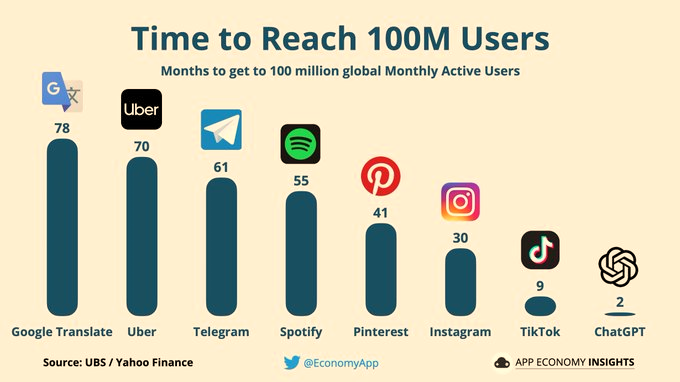 Time to Reach 100M Users
Months to get to 100 million global Monthly Active Users
G 文
Uber
78
70
61
55
41
30
9
2
Google Translate Uber Telegram Spotify Pinterest Instagram TikTok ChatGPT
Source: UBS / Yahoo Finance @EconomyApp APP ECONOMY INSIGHTS